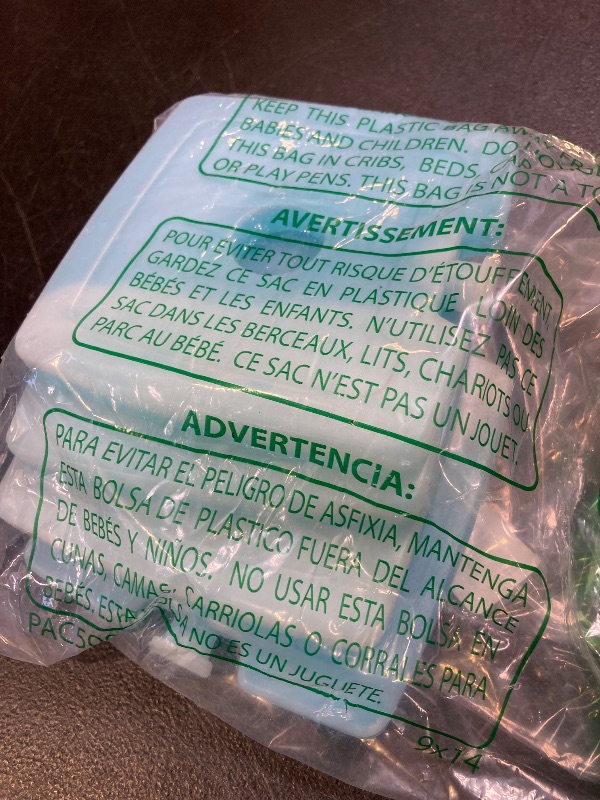 KEEP THIS PLASTIC BAG
BABIES AND CHILDREN. DO
THIS BAG IN CRIBS, BEDS,
OR PLAY PENS. THIS BAG IS NOT A
AVERTISSEMENT:
POUR ÉVITER TOUT RISQUE D'ÉTOUFFEMENT,
GARDEZ CE SAC EN PLASTIQUE LOIN DES
BÉBÉS ET LES ENFANTS. N'UTILISEZ PAS CE
SAC DANS LES BERCEAUX, LITS, CHARIOTS OU
PARC AU BÉBÉ. CE SAC N'EST PAS UN JOUET.
ADVERTENCiA:
PARA EVITAR EL PELIGRO DE ASFIXIA, MANTENGA
ESTA BOLSA DE PLASTICO FUERA DEL ALCANCE
DE BEBÉS Y NIÑOS. NO USAR ESTA BOLSA EN
CUNAS, CAMAS, CARRIOLAS O CORRALES PARA
BEBÉS, ESTA BOLSA NO ES UN JUGUETE.
9x14